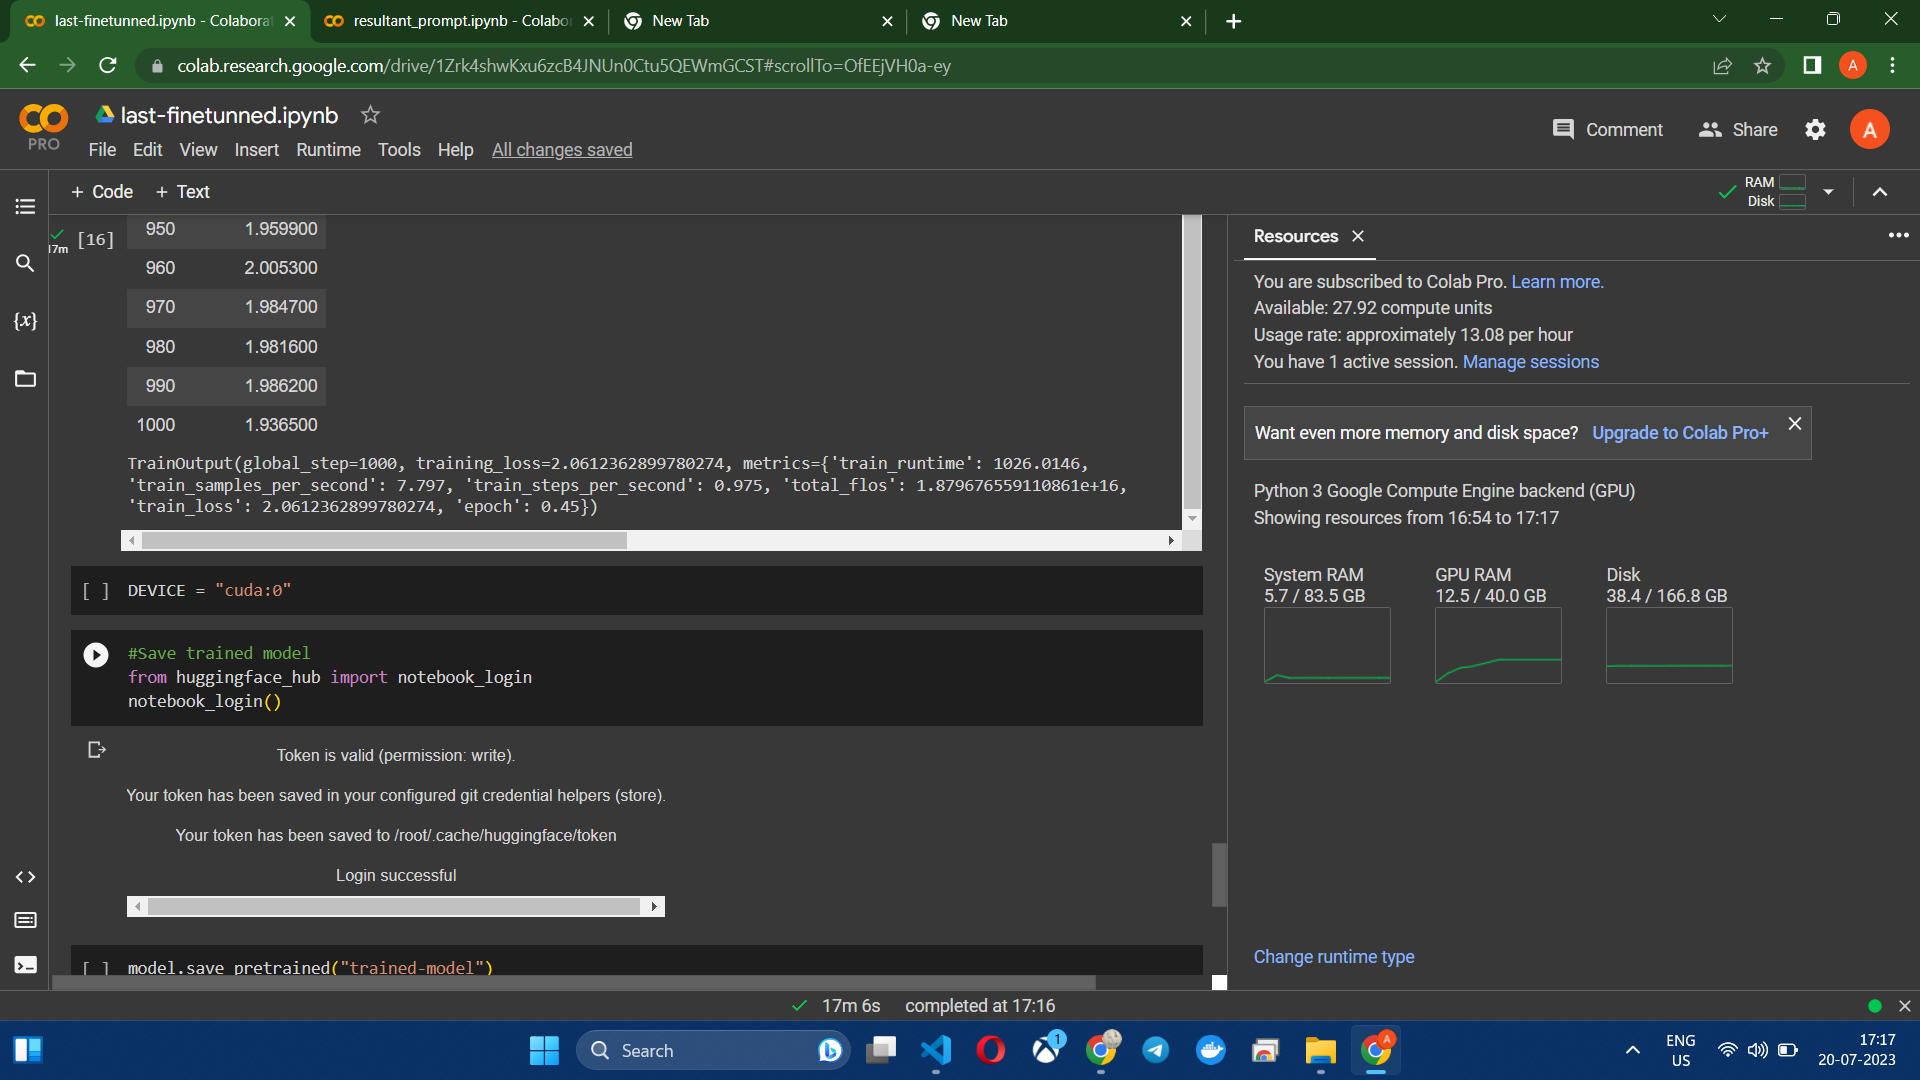 last-finetunned.ipynb - Colaborat
resultant_prompt.ipynb - Colabo
New Tab
New Tab
colab.research.google.com/drive/1Zrk4shwKxu6zcB4JNUn0Ctu5QEWmGCST#scrollTo=OfEEjVH0a-ey
A
PRO
last-finetunned.ipynb
File Edit View Insert Runtime Tools Help All changes saved
Comment
Share
A
+ Code + Text
RAM
Disk
17m
[16]
950 1.959900
960 2.005300
970 1.984700
980 1.981600
990 1.986200
1000 1.936500
TrainOutput(global_step=1000, training_loss=2.0612362899780274, metrics={'train_runtime': 1026.0146,
'train_samples_per_second': 7.797, 'train_steps_per_second': 0.975, 'total_flos': 1.879676559110861e+16,
'train_loss': 2.0612362899780274, 'epoch': 0.45})
[ ] DEVICE = "cuda:0"
#Save trained model
from huggingface_hub import notebook_login
notebook_login()
Token is valid (permission: write).
Your token has been saved in your configured git credential helpers (store).
Your token has been saved to /root/.cache/huggingface/token
Login successful
[ ] model.save_pretrained("trained-model")
Resources
You are subscribed to Colab Pro. Learn more.
Available: 27.92 compute units
Usage rate: approximately 13.08 per hour
You have 1 active session. Manage sessions
Want even more memory and disk space? Upgrade to Colab Pro+
Python 3 Google Compute Engine backend (GPU)
Showing resources from 16:54 to 17:17
System RAM
5.7 / 83.5 GB
GPU RAM
12.5 / 40.0 GB
Disk
38.4 / 166.8 GB
Change runtime type
17m 6s completed at 17:16
Search
1
A
ENG
US
17:17
20-07-2023